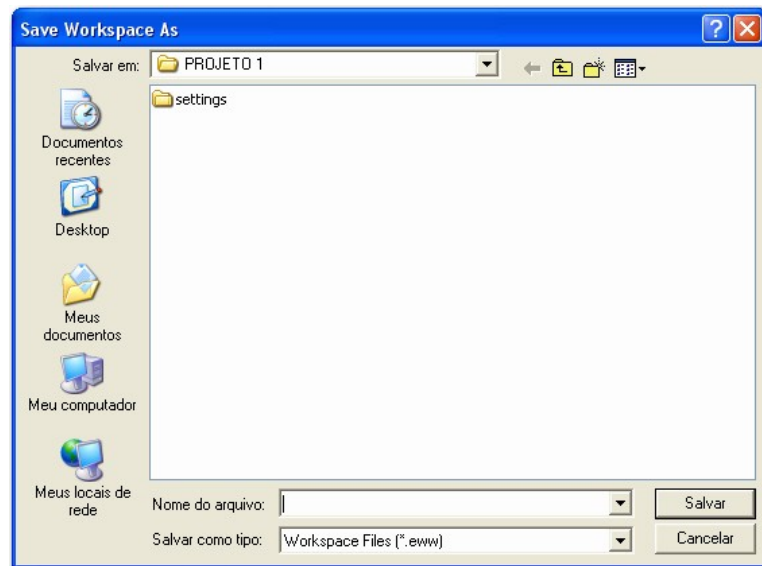 Save Workspace As
Salvar em:
PROJETO 1
settings
Documentos
recentes
Desktop
Meus
documentos
Meu computador
Meus locais de
rede
Nome do arquivo:
Salvar
Salvar como tipo:
Workspace Files (*.eww)
Cancelar